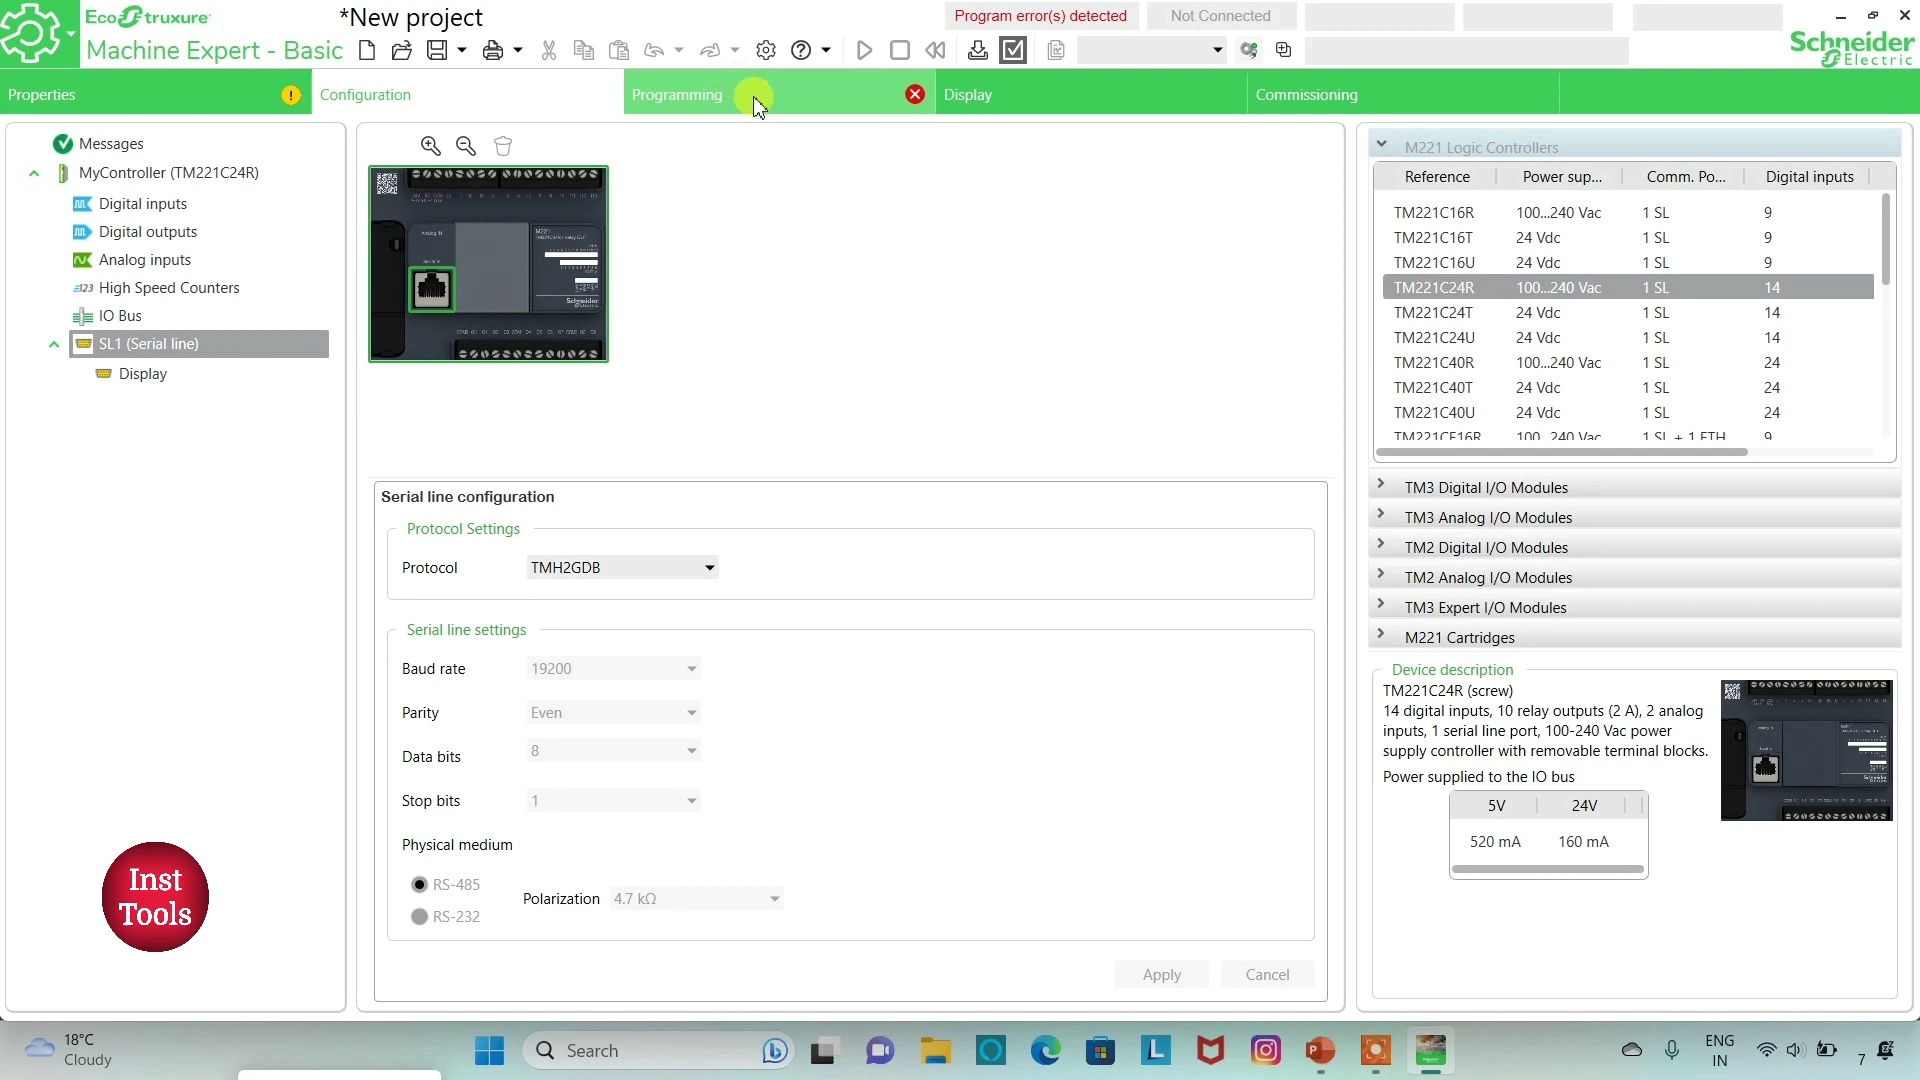 EcoStruxure
*New project
Program error(s) detected
Not Connected
Machine Expert - Basic
Schneider
Electric
Properties
Configuration
Programming
Display
Commissioning
Messages
MyController (TM221C24R)
Digital inputs
Digital outputs
Analog inputs
High Speed Counters
IO Bus
SL1 (Serial line)
Display
M221 Logic Controllers
Reference Power sup... Comm. Po... Digital inputs
TM221C16R 100...240 Vac 1 SL 9
TM221C16T 24 Vdc 1 SL 9
TM221C16U 24 Vdc 1 SL 9
TM221C24R 100...240 Vac 1 SL 14
TM221C24T 24 Vdc 1 SL 14
TM221C24U 24 Vdc 1 SL 14
TM221C40R 100...240 Vac 1 SL 24
TM221C40T 24 Vdc 1 SL 24
TM221C40U 24 Vdc 1 SL 24
TM221CE16R 100...240 Vac 1 SL + 1 ETH 9
TM3 Digital I/O Modules
TM3 Analog I/O Modules
TM2 Digital I/O Modules
TM2 Analog I/O Modules
TM3 Expert I/O Modules
M221 Cartridges
Serial line configuration
Protocol Settings
Protocol TMH2GDB
Serial line settings
Baud rate 19200
Parity Even
Data bits 8
Stop bits 1
Physical medium
RS-485
RS-232
Polarization 4.7 kΩ
Apply
Cancel
Device description
TM221C24R (screw)
14 digital inputs, 10 relay outputs (2 A), 2 analog
inputs, 1 serial line port, 100-240 Vac power
supply controller with removable terminal blocks.
Power supplied to the IO bus
5V 24V
520 mA 160 mA
Inst
Tools
18°C
Cloudy
Search
ENG
IN
7